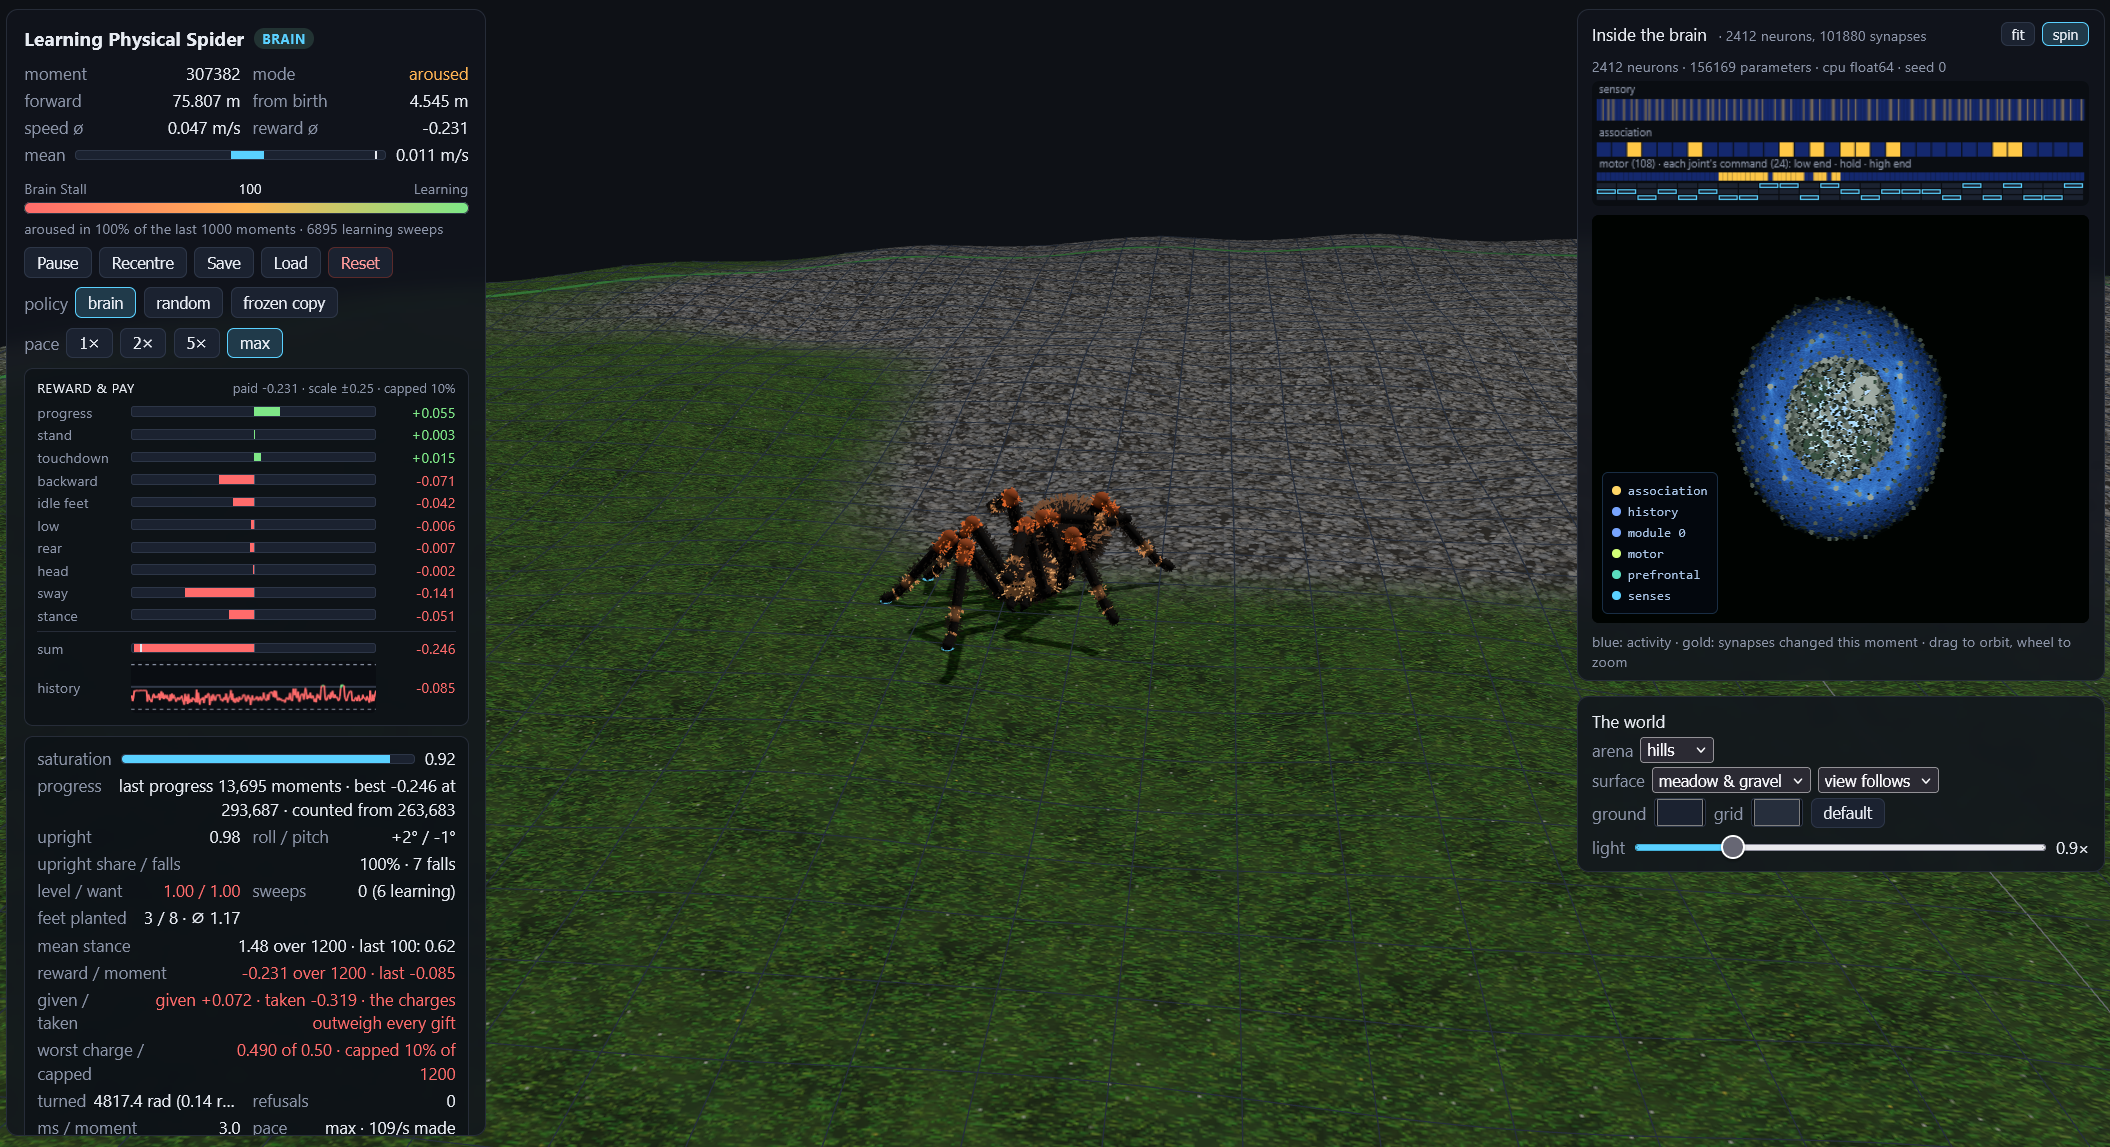 Learning Physical Spider BRAIN
moment 307382 mode aroused
forward 75.807 m from birth 4.545 m
speed ø 0.047 m/s reward ø -0.231
mean 0.011 m/s
Brain Stall 100 Learning
aroused in 100% of the last 1000 moments · 6895 learning sweeps
Pause Recentre Save Load Reset
policy brain random frozen copy
pace 1× 2× 5× max
REWARD & PAY paid -0.231 · scale ±0.25 · capped 10%
progress +0.055
stand +0.003
touchdown +0.015
backward -0.071
idle feet -0.042
low -0.006
rear -0.007
head -0.002
sway -0.141
stance -0.051
sum -0.246
history -0.085
saturation 0.92
progress last progress 13,695 moments · best -0.246 at
293,687 · counted from 263,683
upright 0.98 roll / pitch +2° / -1°
upright share / falls 100% · 7 falls
level / want 1.00 / 1.00 sweeps 0 (6 learning)
feet planted 3 / 8 · Ø 1.17
mean stance 1.48 over 1200 · last 100: 0.62
reward / moment -0.231 over 1200 · last -0.085
given / given +0.072 · taken -0.319 · the charges
taken outweigh every gift
worst charge / 0.490 of 0.50 · capped 10% of
capped 1200
turned 4817.4 rad (0.14 r... refusals 0
ms / moment 3.0 pace max · 109/s made
Inside the brain · 2412 neurons, 101880 synapses fit spin
2412 neurons · 156169 parameters · cpu float64 · seed 0
sensory
association
motor (108) · each joint's command (24): low end · hold · high end
association
history
module 0
motor
prefrontal
senses
blue: activity · gold: synapses changed this moment · drag to orbit, wheel to
zoom
The world
arena hills
surface meadow & gravel view follows
ground grid default
light 0.9×